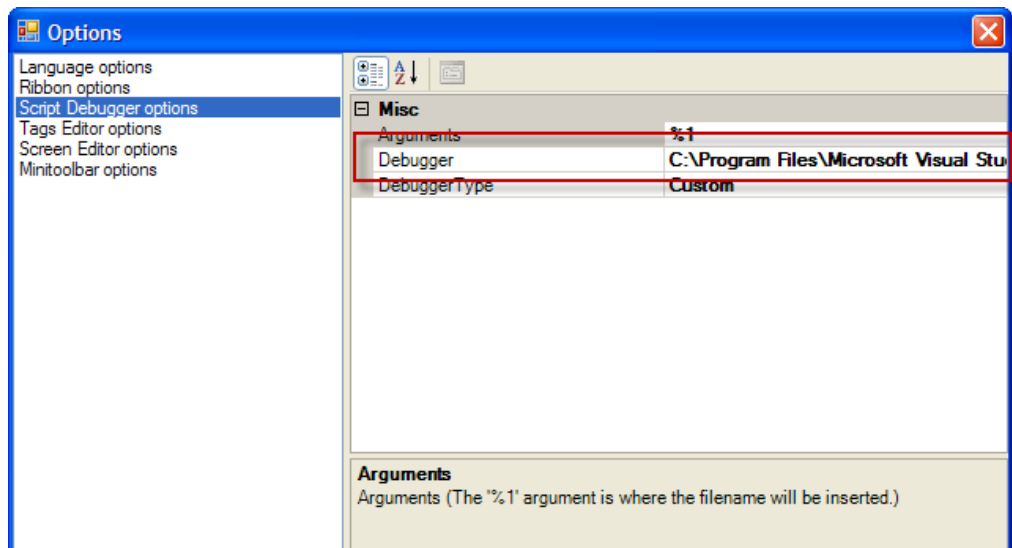 Options
Language options
Ribbon options
Script Debugger options
Tags Editor options
Screen Editor options
Minitoolbar options
A
Z
Misc
Arguments %1
Debugger C:\Program Files\Microsoft Visual
DebuggerType Custom
Arguments
Arguments (The '%1' argument is where the filename will be inserted.)